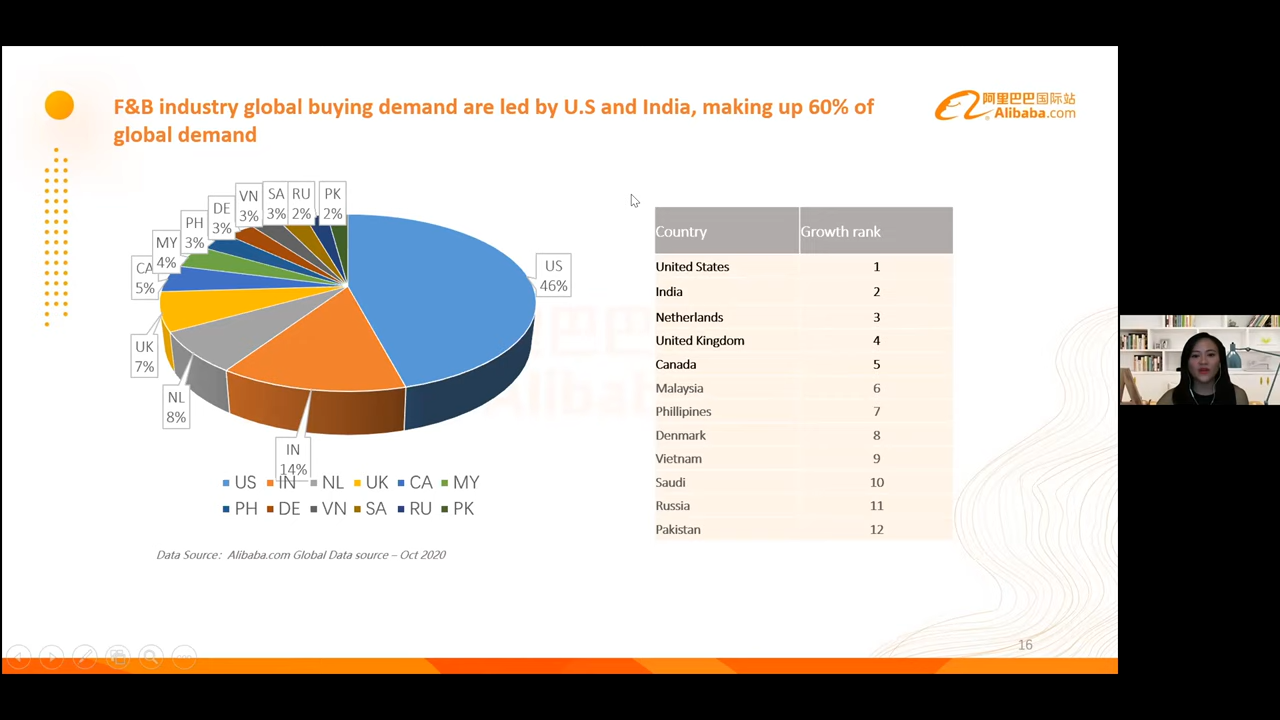 F&B industry global buying demand are led by U.S and India, making up 60% of
global demand
阿里巴巴国际站
Alibaba.com
PK
2%
RU
2%
SA
3%
VN
3%
DE
3%
PH
3%
MY
4%
CA
5%
UK
7%
NL
8%
IN
14%
US
46%
US IN NL UK CA MY
PH DE VN SA RU PK
Data Source: Alibaba.com Global Data source – Oct 2020
Country Growth rank
United States 1
India 2
Netherlands 3
United Kingdom 4
Canada 5
Malaysia 6
Phillipines 7
Denmark 8
Vietnam 9
Saudi 10
Russia 11
Pakistan 12
16